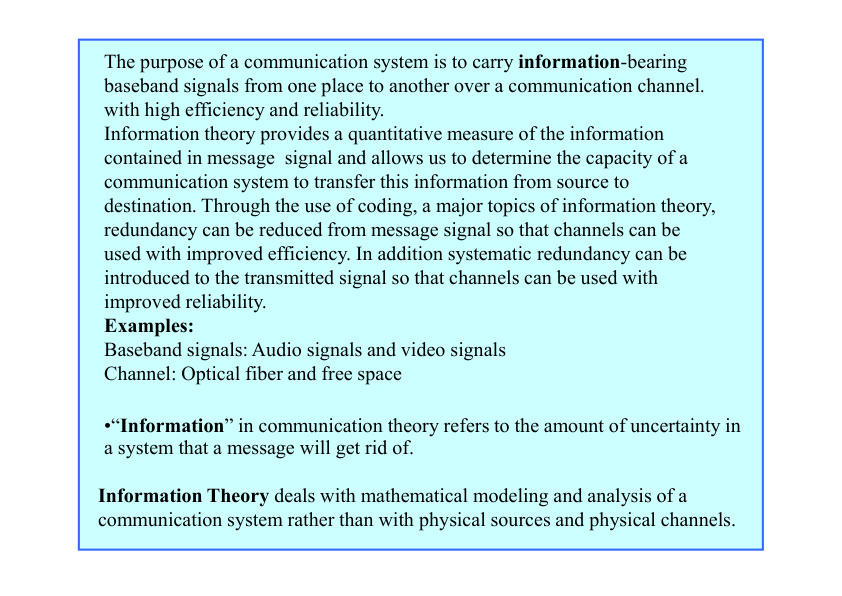 The purpose of a communication system is to carry information-bearing
baseband signals from one place to another over a communication channel.
with high efficiency and reliability.
Information theory provides a quantitative measure of the information
contained in message  signal and allows us to determine the capacity of a
communication system to transfer this information from source to
destination. Through the use of coding, a major topics of information theory,
redundancy can be reduced from message signal so that channels can be
used with improved efficiency. In addition systematic redundancy can be
introduced to the transmitted signal so that channels can be used with
improved reliability.
Examples:
Baseband signals: Audio signals and video signals
Channel: Optical fiber and free space
•“Information” in communication theory refers to the amount of uncertainty in
a system that a message will get rid of.
Information Theory deals with mathematical modeling and analysis of a
communication system rather than with physical sources and physical channels.